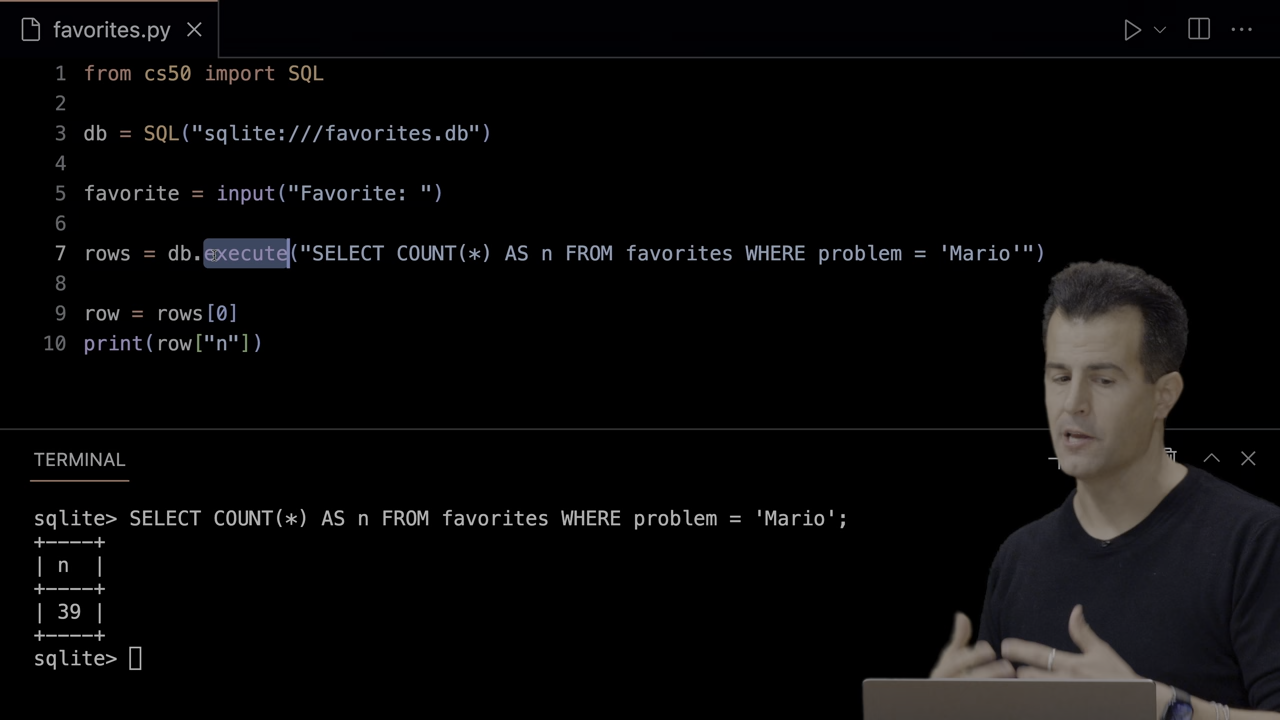 favorites.py
1 from cs50 import SQL
2
3 db = SQL("sqlite:///favorites.db")
4
5 favorite = input("Favorite: ")
6
7 rows = db.execute("SELECT COUNT(*) AS n FROM favorites WHERE problem = 'Mario'")
8
9 row = rows[0]
10 print(row["n"])
TERMINAL
sqlite> SELECT COUNT(*) AS n FROM favorites WHERE problem = 'Mario';
+----+
| n  |
+----+
| 39 |
+----+
sqlite>